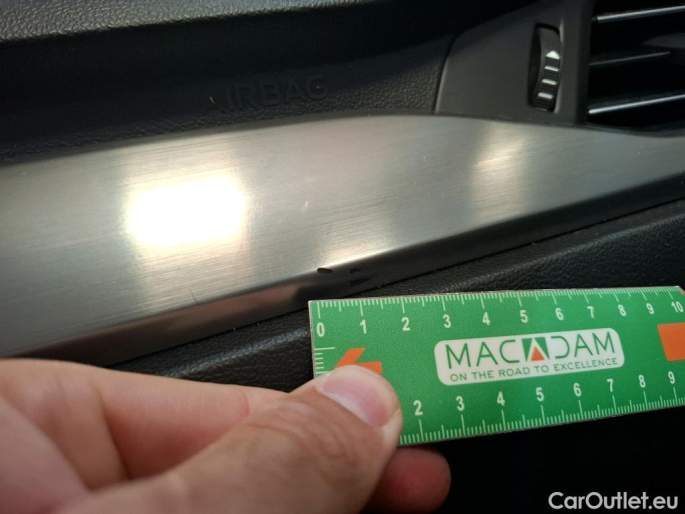 AIRBAG
0 1 2 3 4 5 6 7 8 9 10
MACADAM
ON THE ROAD TO EXCELLENCE
2 3 4 5 6 7 8 9
CarOutlet.eu